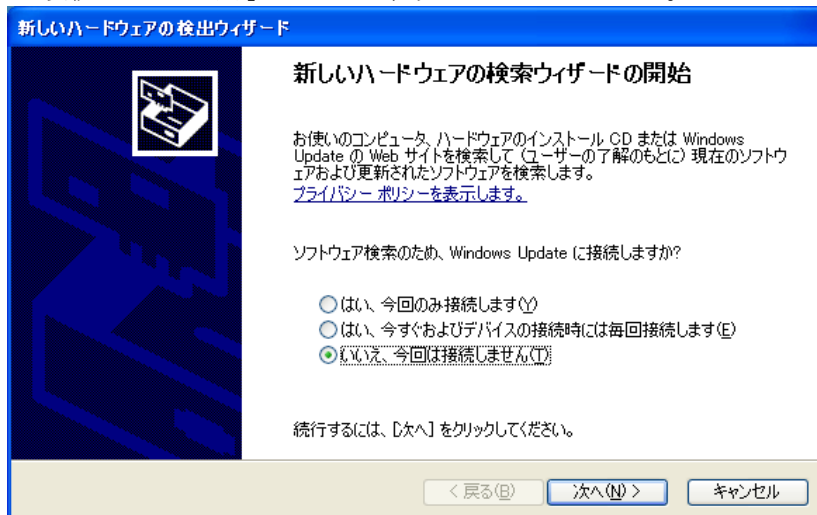 新しいハードウェアの検出ウィザード
新しいハードウェアの検索ウィザードの開始
お使いのコンピュータ、ハードウェアのインストール CD または Windows
Update の Web サイトを検索して (ユーザーの了解のもとに) 現在のソフトウ
ェアおよび更新されたソフトウェアを検索します。
プライバシー ポリシーを表示します。
ソフトウェア検索のため、Windows Update に接続しますか?
はい、今回のみ接続します(Y)
はい、今すぐおよびデバイスの接続時には毎回接続します(E)
いいえ、今回は接続しません(T)
続行するには、[次へ] をクリックしてください。
< 戻る(B) 次へ(N) > キャンセル